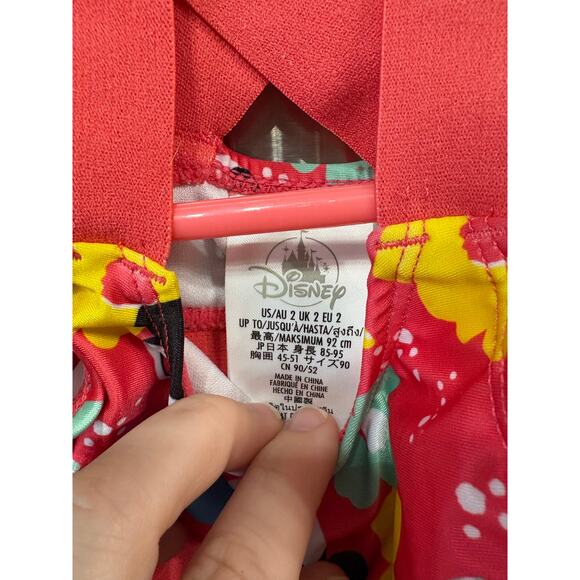 DISNEY
US/AU 2 UK 2 EU 2
UP TO/JUSQU'À/HASTA/สูงถึง/
最高/MAKSIMUM 92 cm
JP日本 身長 85-95
胸囲 45-51 サイズ90
CN 90/52
MADE IN CHINA
FABRIQUÉ EN CHINE
HECHO EN CHINA
中國製